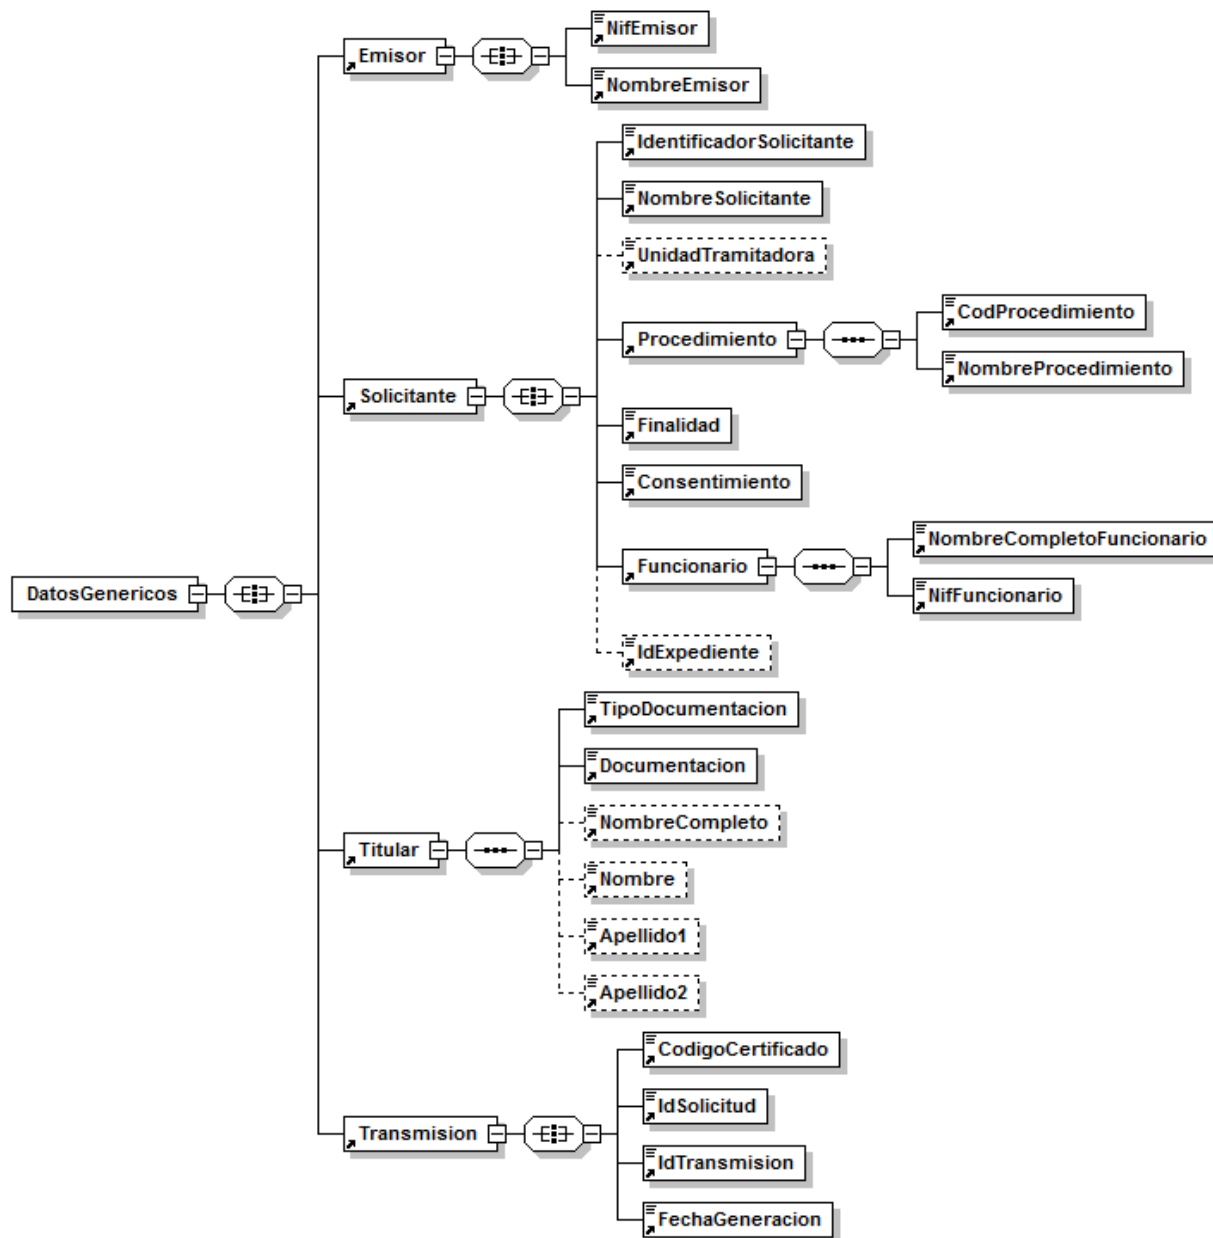 NifEmisor
Emisor
NombreEmisor
IdentificadorSolicitante
NombreSolicitante
UnidadTramitadora
CodProcedimiento
Procedimiento
NombreProcedimiento
Solicitante
Finalidad
Consentimiento
NombreCompletoFuncionario
Funcionario
NifFuncionario
DatosGenericos
IdExpediente
TipoDocumentacion
Documentacion
NombreCompleto
Titular
Nombre
Apellido1
Apellido2
CodigoCertificado
IdSolicitud
Transmision
IdTransmision
FechaGeneracion